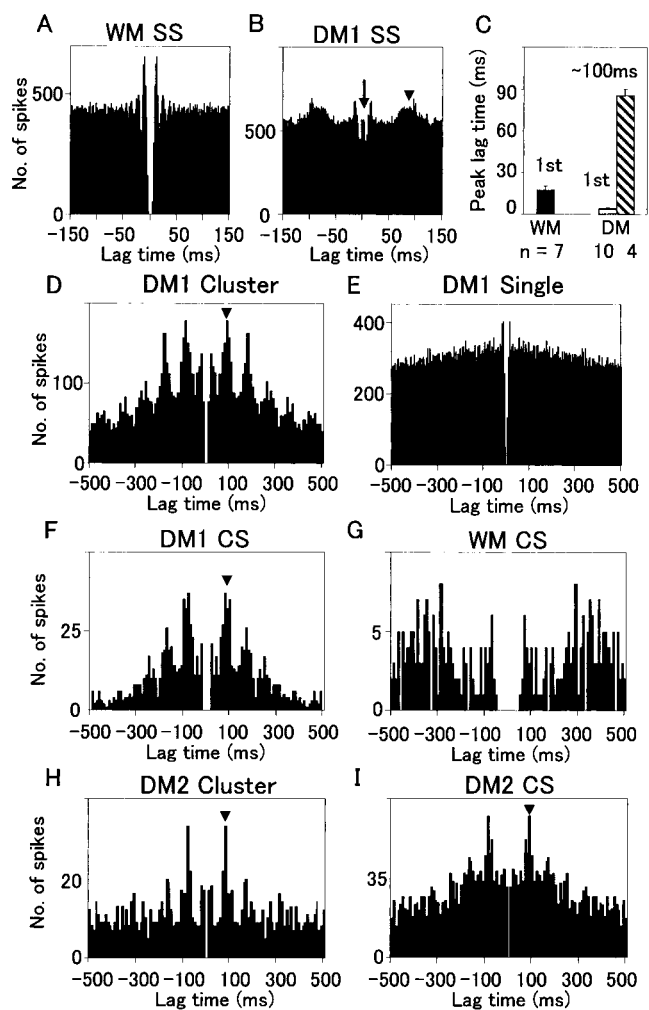 A
WM SS
No. of spikes
500
0
-150
-50
50
150
Lag time (ms)
B
DM1 SS
500
0
-150
-50
50
150
Lag time (ms)
C
Peak lag time (ms)
90
60
30
0
~100ms
1st
1st
WM
DM
n = 7
10 4
D
DM1 Cluster
No. of spikes
100
0
-500
-300
-100
100
300
500
Lag time (ms)
E
DM1 Single
400
300
200
0
-500
-300
-100
100
300
500
Lag time (ms)
F
DM1 CS
No. of spikes
25
0
-500
-300
-100
100
300
500
Lag time (ms)
G
WM CS
5
0
-500
-300
-100
100
300
500
Lag time (ms)
H
DM2 Cluster
No. of spikes
20
0
-500
-300
-100
100
300
500
Lag time (ms)
I
DM2 CS
35
0
-500
-300
-100
100
300
500
Lag time (ms)